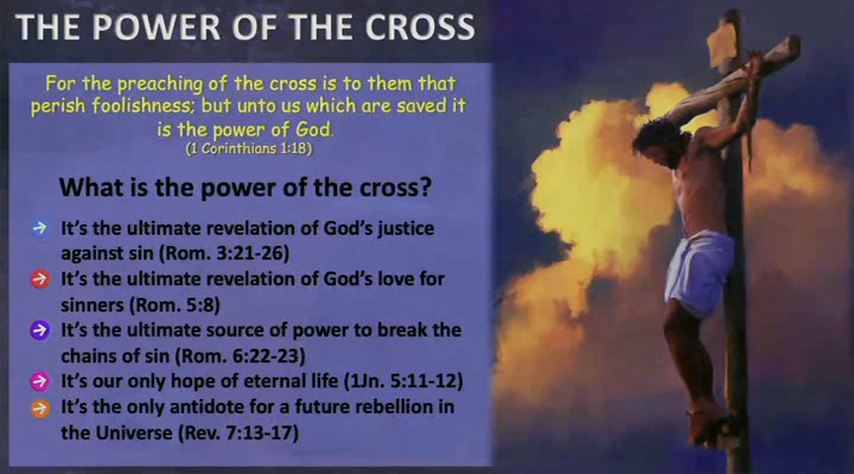 THE POWER OF THE CROSS
For the preaching of the cross is to them that
perish foolishness; but unto us which are saved it
is the power of God.
(1 Corinthians 1:18)
What is the power of the cross?
It's the ultimate revelation of God's justice
against sin (Rom. 3:21-26)
It's the ultimate revelation of God's love for
sinners (Rom. 5:8)
It's the ultimate source of power to break the
chains of sin (Rom. 6:22-23)
It's our only hope of eternal life (1Jn. 5:11-12)
It's the only antidote for a future rebellion in
the Universe (Rev. 7:13-17)